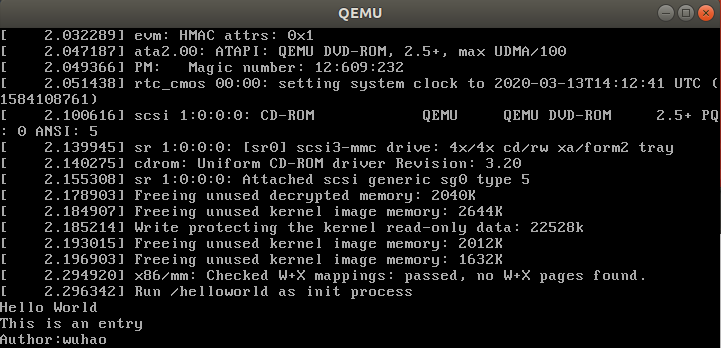 QEMU
[    2.032289] evm: HMAC attrs: 0x1
[    2.047187] ata2.00: ATAPI: QEMU DVD-ROM, 2.5+, max UDMA/100
[    2.049366] PM:   Magic number: 12:609:232
[    2.051438] rtc_cmos 00:00: setting system clock to 2020-03-13T14:12:41 UTC (
1584108761)
[    2.100616] scsi 1:0:0:0: CD-ROM            QEMU     QEMU DVD-ROM     2.5+ PQ
: 0 ANSI: 5
[    2.139945] sr 1:0:0:0: [sr0] scsi3-mmc drive: 4x/4x cd/rw xa/form2 tray
[    2.140275] cdrom: Uniform CD-ROM driver Revision: 3.20
[    2.155308] sr 1:0:0:0: Attached scsi generic sg0 type 5
[    2.178903] Freeing unused decrypted memory: 2040K
[    2.184907] Freeing unused kernel image memory: 2644K
[    2.185214] Write protecting the kernel read-only data: 22528k
[    2.193015] Freeing unused kernel image memory: 2012K
[    2.196903] Freeing unused kernel image memory: 1632K
[    2.294920] x86/mm: Checked W+X mappings: passed, no W+X pages found.
[    2.296342] Run /helloworld as init process
Hello World
This is an entry
Author:wuhao